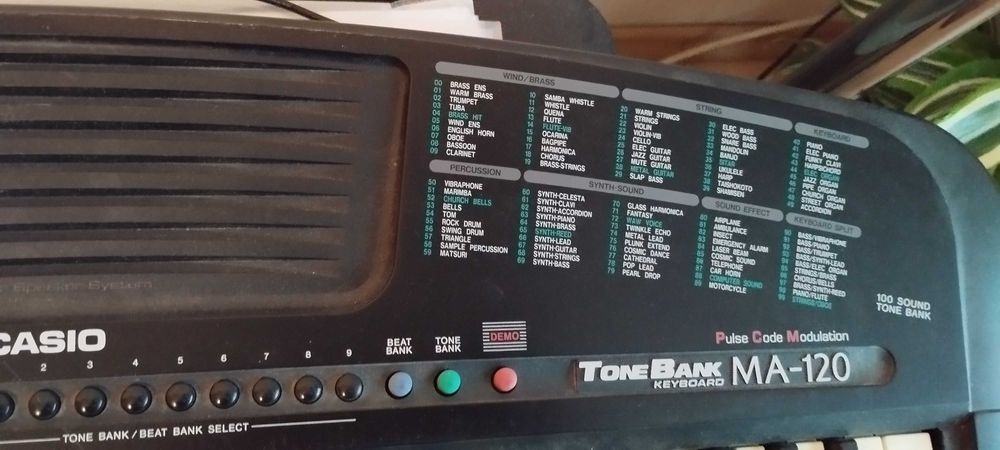 WIND/BRASS
00 BRASS ENS
01 WARM BRASS
02 TRUMPET
03 TUBA
04 BRASS HIT
05 WIND ENS
06 ENGLISH HORN
07 OBOE
08 BASSOON
09 CLARINET
10 SAMBA WHISTLE
11 WHISTLE
12 QUENA
13 FLUTE
14 FLUTE-VIB
15 OCARINA
16 BAGPIPE
17 HARMONICA
18 CHORUS
19 BRASS-STRINGS
STRING
20 WARM STRINGS
21 STRINGS
22 VIOLIN
23 VIOLIN-VIB
24 CELLO
25 ELEC GUITAR
26 JAZZ GUITAR
27 MUTE GUITAR
28 METAL GUITAR
29 SLAP BASS
30 ELEC BASS
31 WOOD BASS
32 SNARE BASS
33 MANDOLIN
34 BANJO
35 SITAR
36 UKULELE
37 HARP
38 TAISHOKOTO
39 SHAMISEN
KEYBOARD
40 PIANO
41 ELEC PIANO
42 FUNKY CLAVI
43 HARPSICHORD
44 ELEC ORGAN
45 JAZZ ORGAN
46 PIPE ORGAN
47 CHURCH ORGAN
48 STREET ORGAN
49 ACCORDION
PERCUSSION
50 VIBRAPHONE
51 MARIMBA
52 CHURCH BELLS
53 BELLS
54 TOM
55 ROCK DRUM
56 SWING DRUM
57 TRIANGLE
58 SAMPLE PERCUSSION
59 MATSURI
SYNTH-SOUND
60 SYNTH-CELESTA
61 SYNTH-CLAVI
62 SYNTH-ACCORDION
63 SYNTH-PIANO
64 SYNTH-BRASS
65 SYNTH-REED
66 SYNTH-LEAD
67 SYNTH-GUITAR
68 SYNTH-STRINGS
69 SYNTH-BASS
70 GLASS HARMONICA
71 FANTASY
72 WAW VOICE
73 TWINKLE ECHO
74 METAL LEAD
75 PLUNK EXTEND
76 COSMIC DANCE
77 CATHEDRAL
78 POP LEAD
79 PEARL DROP
SOUND EFFECT
80 AIRPLANE
81 AMBULANCE
82 INSECT
83 EMERGENCY ALARM
84 LASER BEAM
85 COSMIC SOUND
86 TELEPHONE
87 CAR HORN
88 COMPUTER SOUND
89 MOTORCYCLE
KEYBOARD SPLIT
90 BASS/VIBRAPHONE
91 BASS/PIANO
92 BASS/TRUMPET
93 BASS/SYNTH-LEAD
94 BASS/ELEC ORGAN
95 STRINGS/BRASS
96 CHORUS/BELLS
97 BRASS/SYNTH-REED
98 PIANO/FLUTE
99 STRINGS/OBOE
100 SOUND
TONE BANK
Speaker System
CASIO
2 3 4 5 6 7 8 9
BEAT
BANK
TONE
BANK
DEMO
TONE BANK/BEAT BANK SELECT
Pulse Code Modulation
TONE BANK
KEYBOARD
MA-120